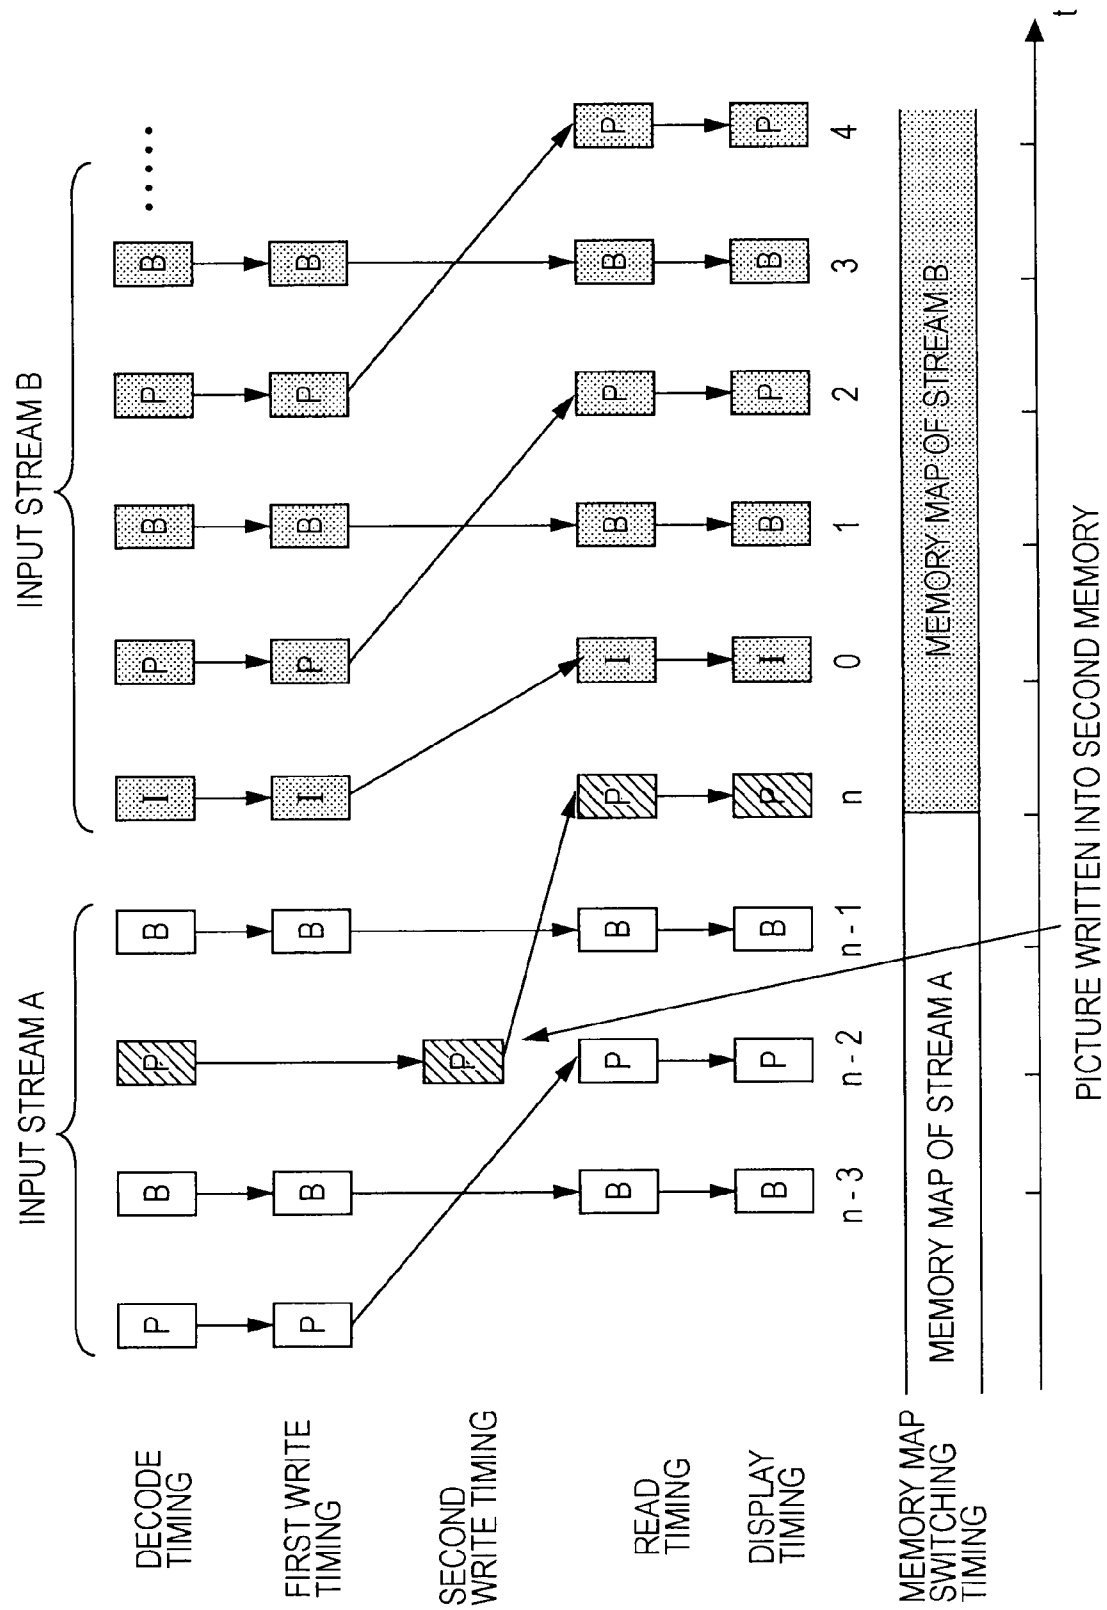 INPUT STREAM A
INPUT STREAM B
DECODE
TIMING
P
B
P
B
I
P
B
P
B
.....
FIRST WRITE
TIMING
P
B
B
I
P
B
P
B
SECOND
WRITE TIMING
P
READ
TIMING
B
P
B
P
I
B
P
B
P
DISPLAY
TIMING
B
P
B
P
I
B
P
B
P
n-3
n-2
n-1
n
0
1
2
3
4
MEMORY MAP
SWITCHING
TIMING
MEMORY MAP OF STREAM A
MEMORY MAP OF STREAM B
t
PICTURE WRITTEN INTO SECOND MEMORY